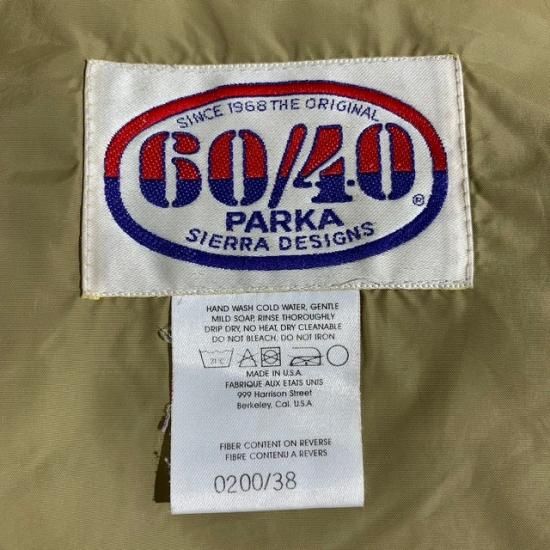 SINCE 1968 THE ORIGINAL
60/40®
PARKA
SIERRA DESIGNS
HAND WASH COLD WATER, GENTLE
MILD SOAP, RINSE THOROUGHLY
DRIP DRY, NO HEAT, DRY CLEANABLE
DO NOT BLEACH, DO NOT IRON
MADE IN U.S.A.
FABRIQUE AUX ETATS UNIS
999 Harrison Street
Berkeley, Cal. U.S.A.
FIBER CONTENT ON REVERSE
FIBRE CONTENU A REVERS
0200/38